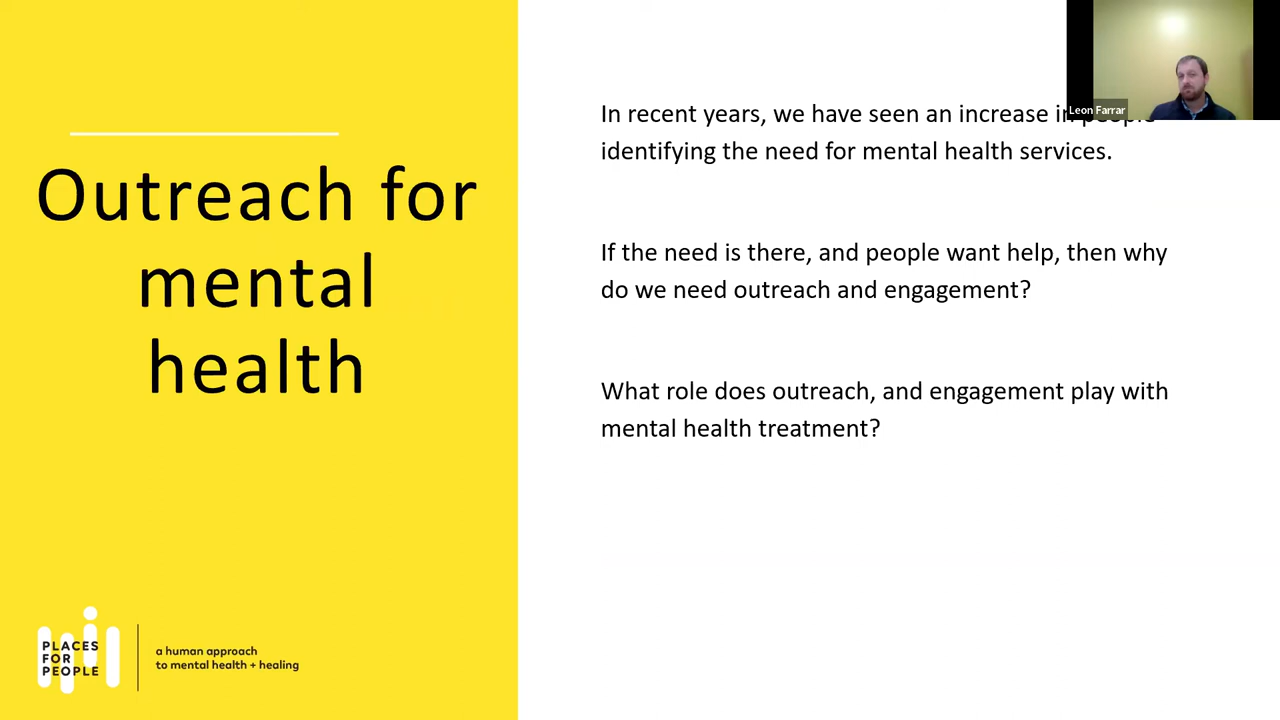 Outreach for
mental
health
In recent years, we have seen an increase in people
identifying the need for mental health services.
If the need is there, and people want help, then why
do we need outreach and engagement?
What role does outreach, and engagement play with
mental health treatment?
Leon Farrar
PLACES
FOR
PEOPLE
a human approach
to mental health + healing